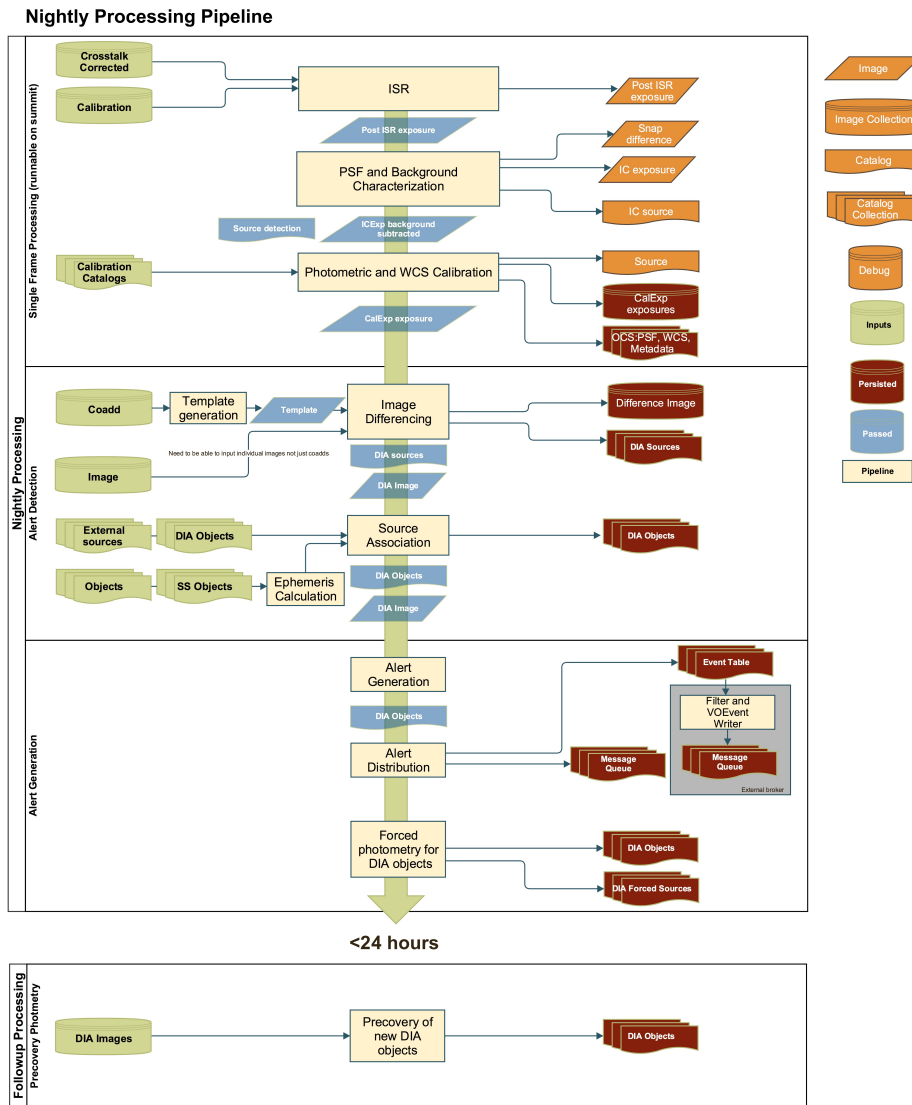 Nightly Processing Pipeline
Single Frame Processing (runnable on summit)
Crosstalk
Corrected
Calibration
ISR
Post ISR
exposure
Post ISR exposure
Snap
difference
PSF and Background
Characterization
IC exposure
IC source
Source detection
ICExp background
subtracted
Calibration
Catalogs
Photometric and WCS Calibration
Source
CalExp
exposures
CalExp exposure
OCS:PSF, WCS,
Metadata
Nightly Processing
Alert Detection
Coadd
Template
generation
Template
Image
Differencing
Difference Image
Need to be able to input individual images not just coadds
DIA sources
DIA Sources
Image
DIA Image
External
sources
DIA Objects
Source
Association
DIA Objects
Objects
SS Objects
Ephemeris
Calculation
DIA Objects
DIA Image
Alert Generation
Alert
Generation
Event Table
DIA Objects
Filter and
VOEvent
Writer
Alert
Distribution
Message
Queue
Message
Queue
External broker
Forced
photometry for
DIA objects
DIA Objects
DIA Forced Sources
<24 hours
Followup Processing
Precovery Photmetry
DIA Images
Precovery of
new DIA
objects
DIA Objects
Image
Image Collection
Catalog
Catalog
Collection
Debug
Inputs
Persisted
Passed
Pipeline